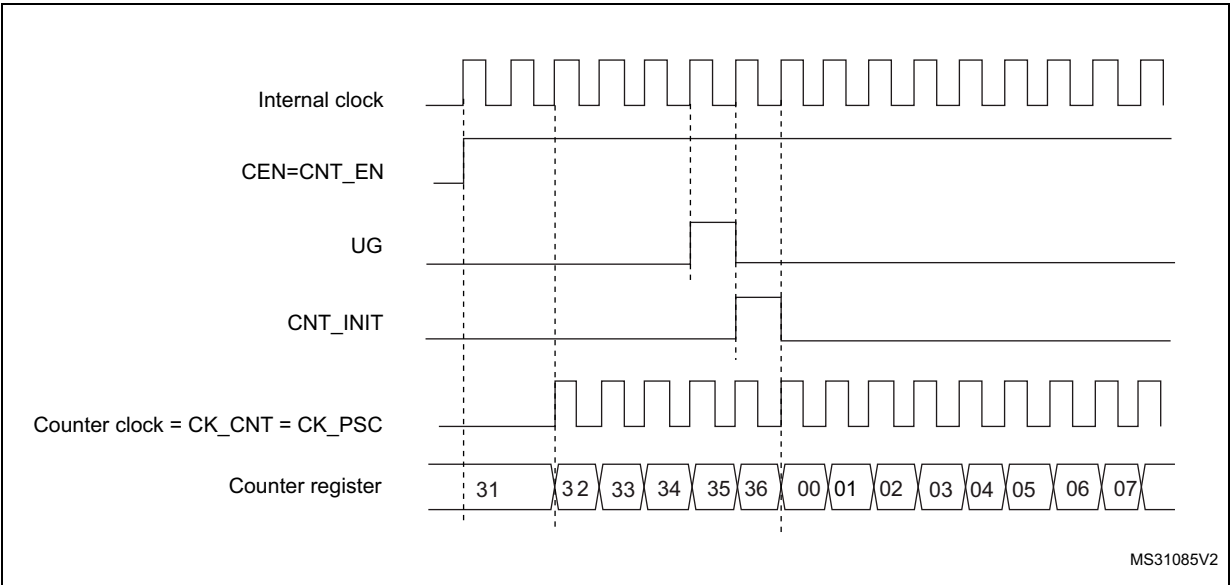 Internal clock
CEN=CNT_EN
UG
CNT_INIT
Counter clock = CK_CNT = CK_PSC
Counter register 31 32 33 34 35 36 00 01 02 03 04 05 06 07
MS31085V2